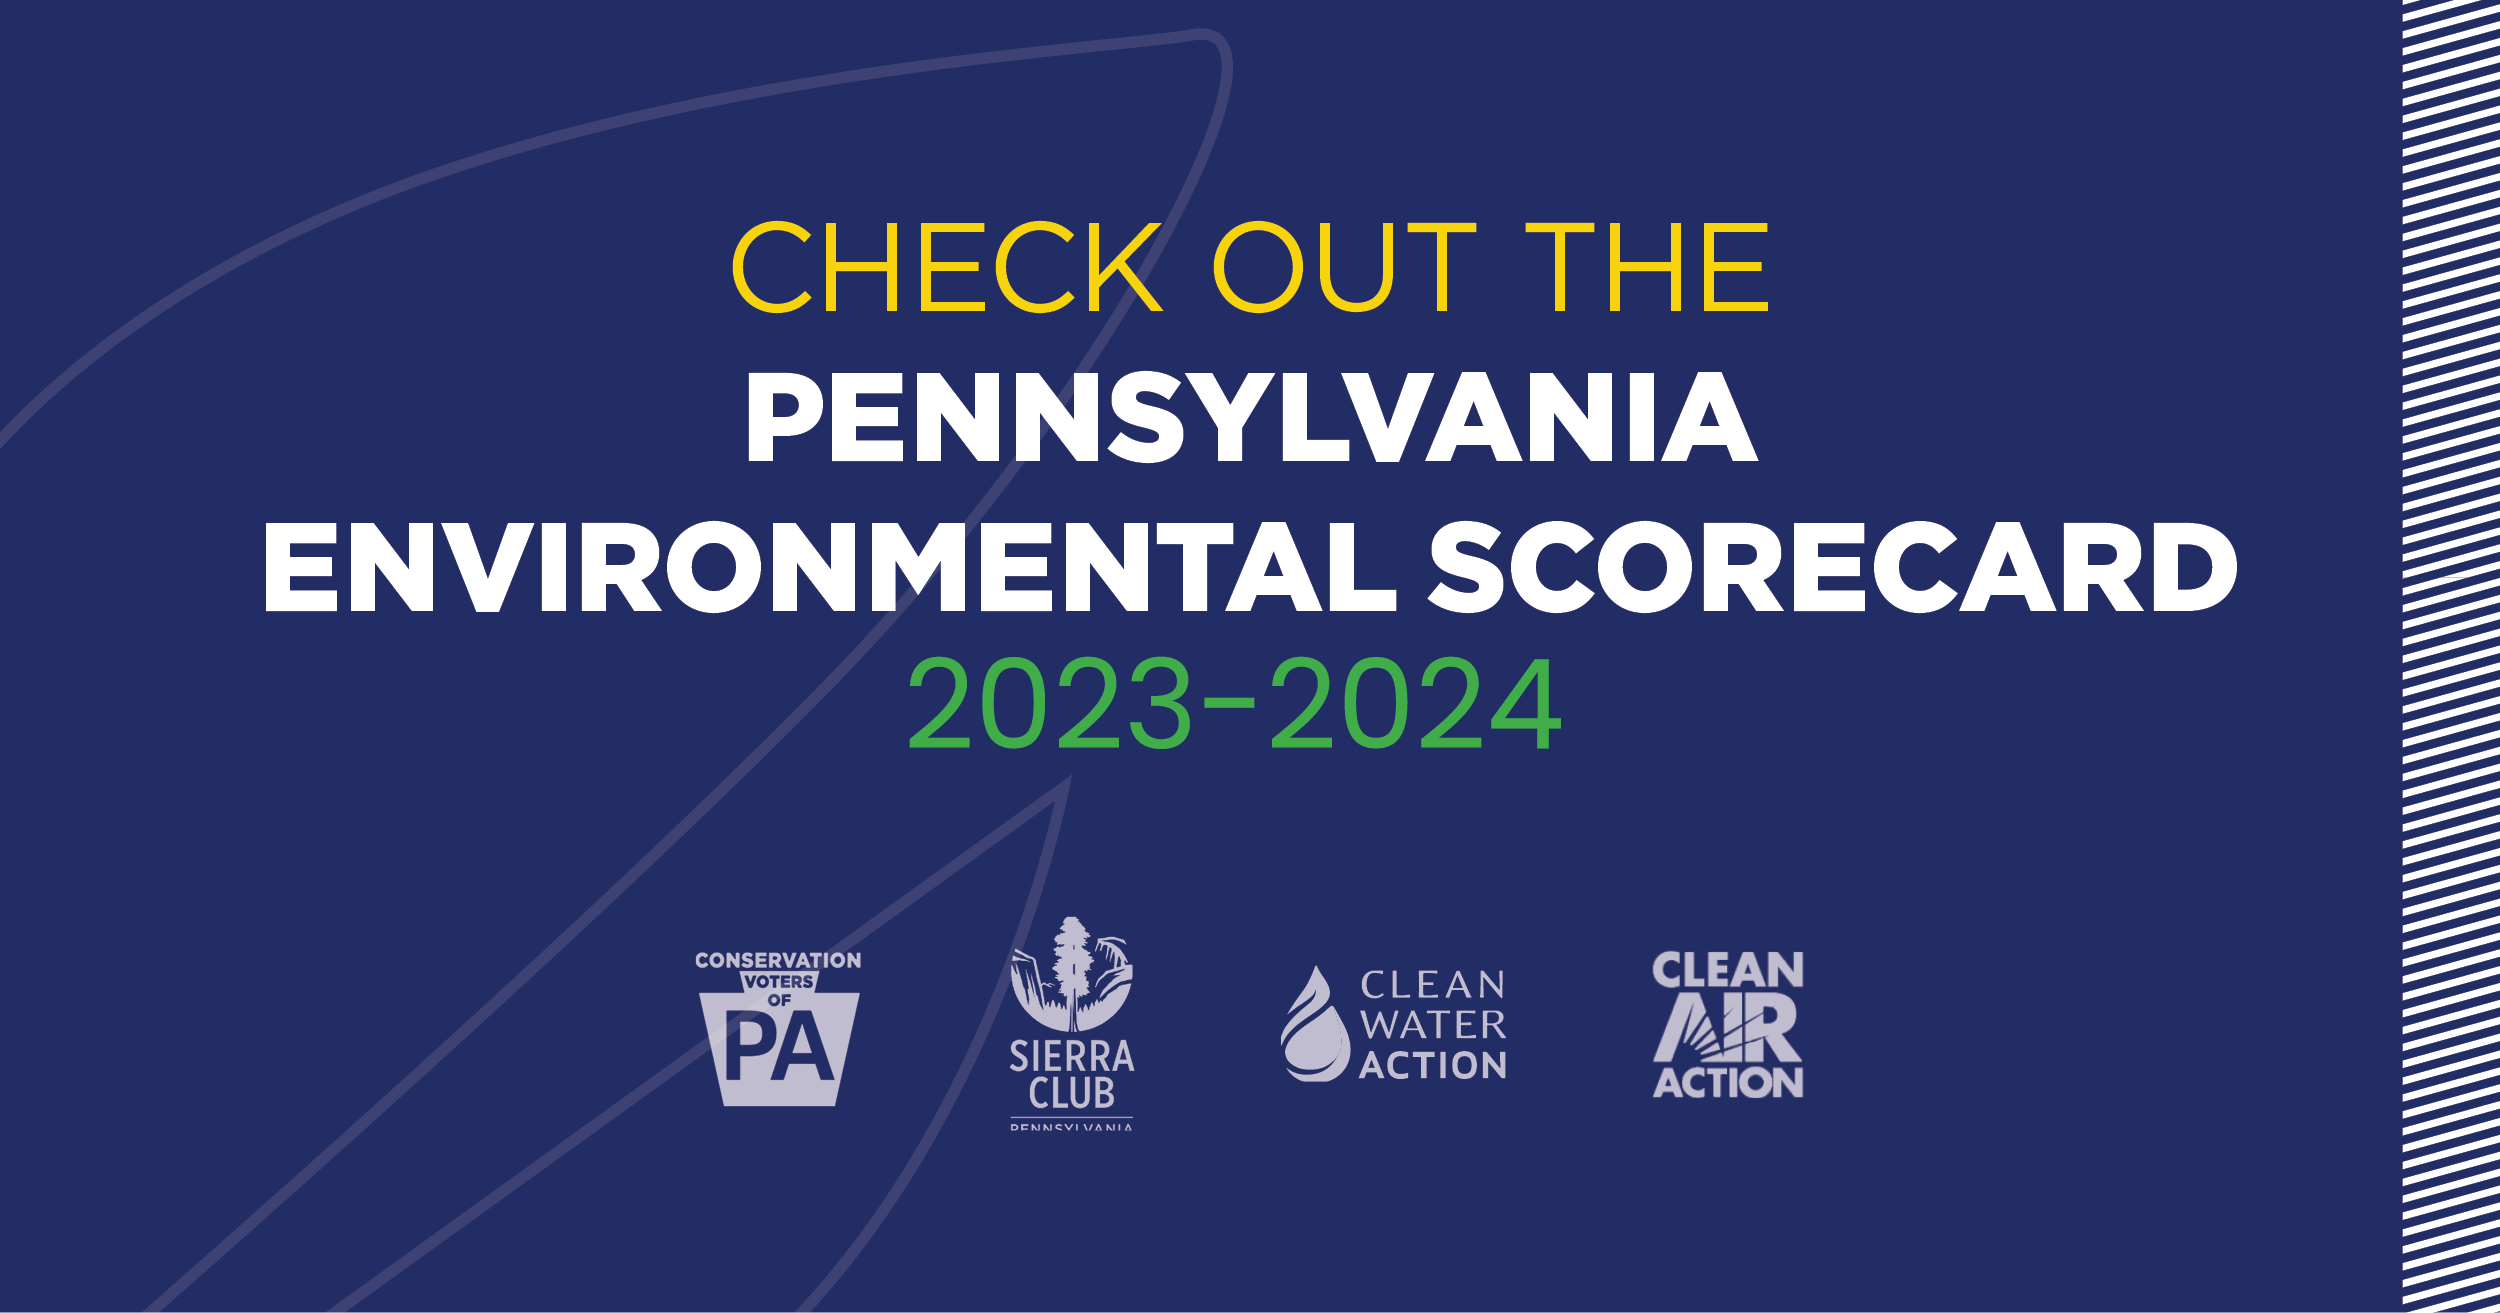 CHECK OUT THE
PENNSYLVANIA
ENVIRONMENTAL SCORECARD
2023-2024
CONSERVATION
VOTERS
OF
PA
SIERRA
CLUB
PENNSYLVANIA
CLEAN
WATER
ACTION
CLEAN
AIR
ACTION